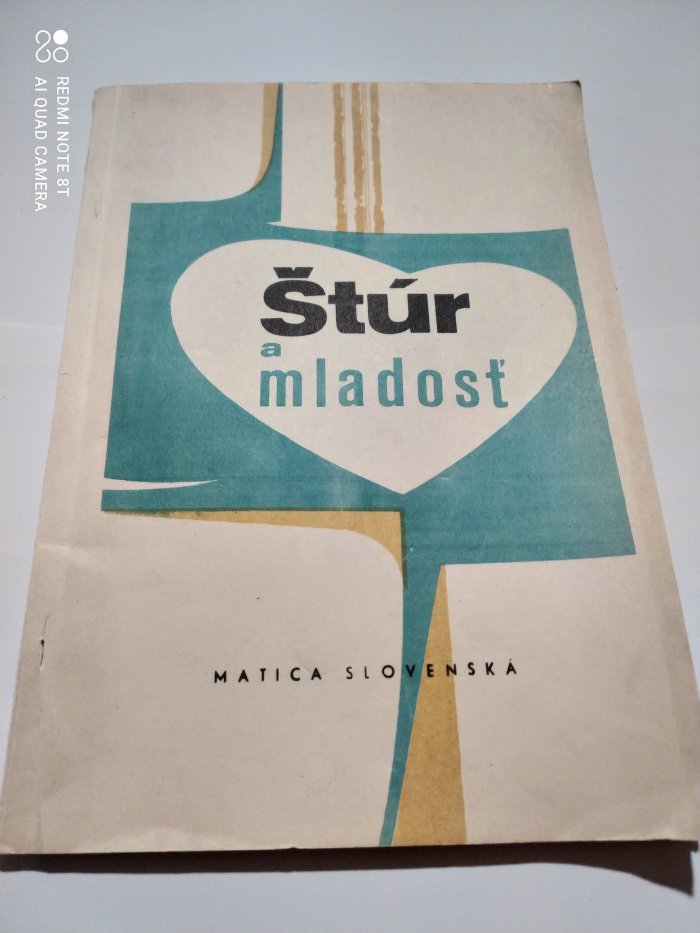 Štúr
a
mladosť
MATICA SLOVENSKÁ
REDMI NOTE 8T
AI QUAD CAMERA